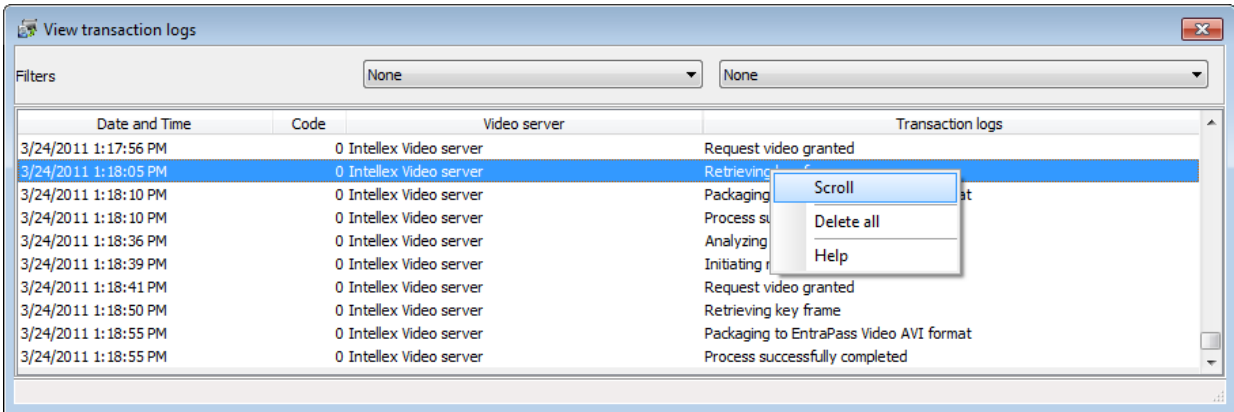 View transaction logs
Filters None None
Date and Time Code Video server Transaction logs
3/24/2011 1:17:56 PM 0 Intellex Video server Request video granted
3/24/2011 1:18:05 PM 0 Intellex Video server Retrieving
Scroll
3/24/2011 1:18:10 PM 0 Intellex Video server Packaging
3/24/2011 1:18:10 PM 0 Intellex Video server Process
Delete all
3/24/2011 1:18:36 PM 0 Intellex Video server Analyzing
Help
3/24/2011 1:18:39 PM 0 Intellex Video server Initiating
3/24/2011 1:18:41 PM 0 Intellex Video server Request video granted
3/24/2011 1:18:50 PM 0 Intellex Video server Retrieving key frame
3/24/2011 1:18:55 PM 0 Intellex Video server Packaging to EntraPass Video AVI format
3/24/2011 1:18:55 PM 0 Intellex Video server Process successfully completed